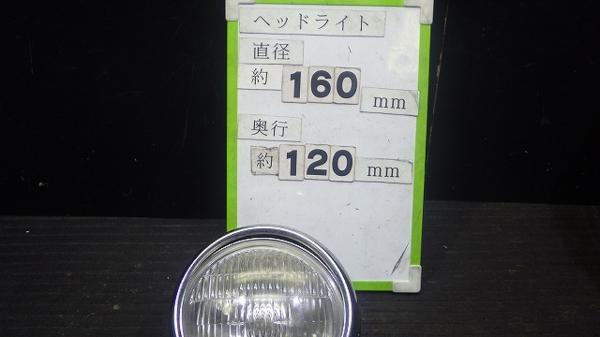 ヘッドライト
直径
約 160 mm
奥行
約 120 mm